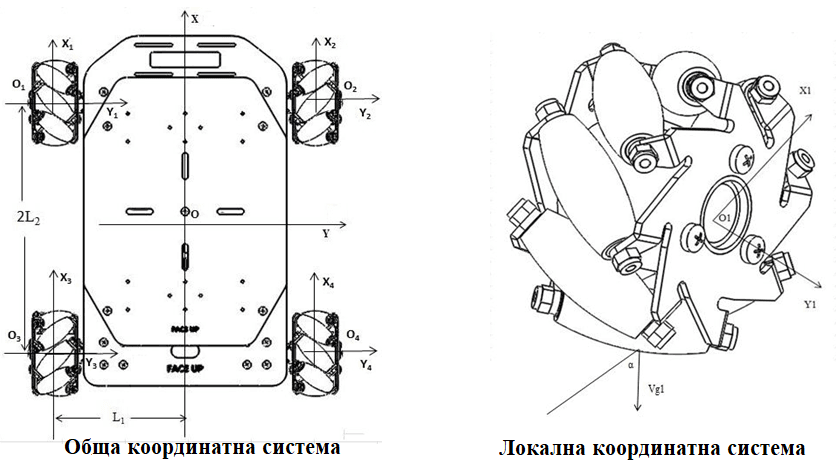 X
X₁
X₂
O₁
O₂
Y₁
Y₂
X1
O1
O
2L₂
Y
X₃
X₄
Y1
FACE UP
O₃
O₄
Y₃
Y₄
FACE UP
α
Vg1
L₁
Обща координатна система
Локална координатна система